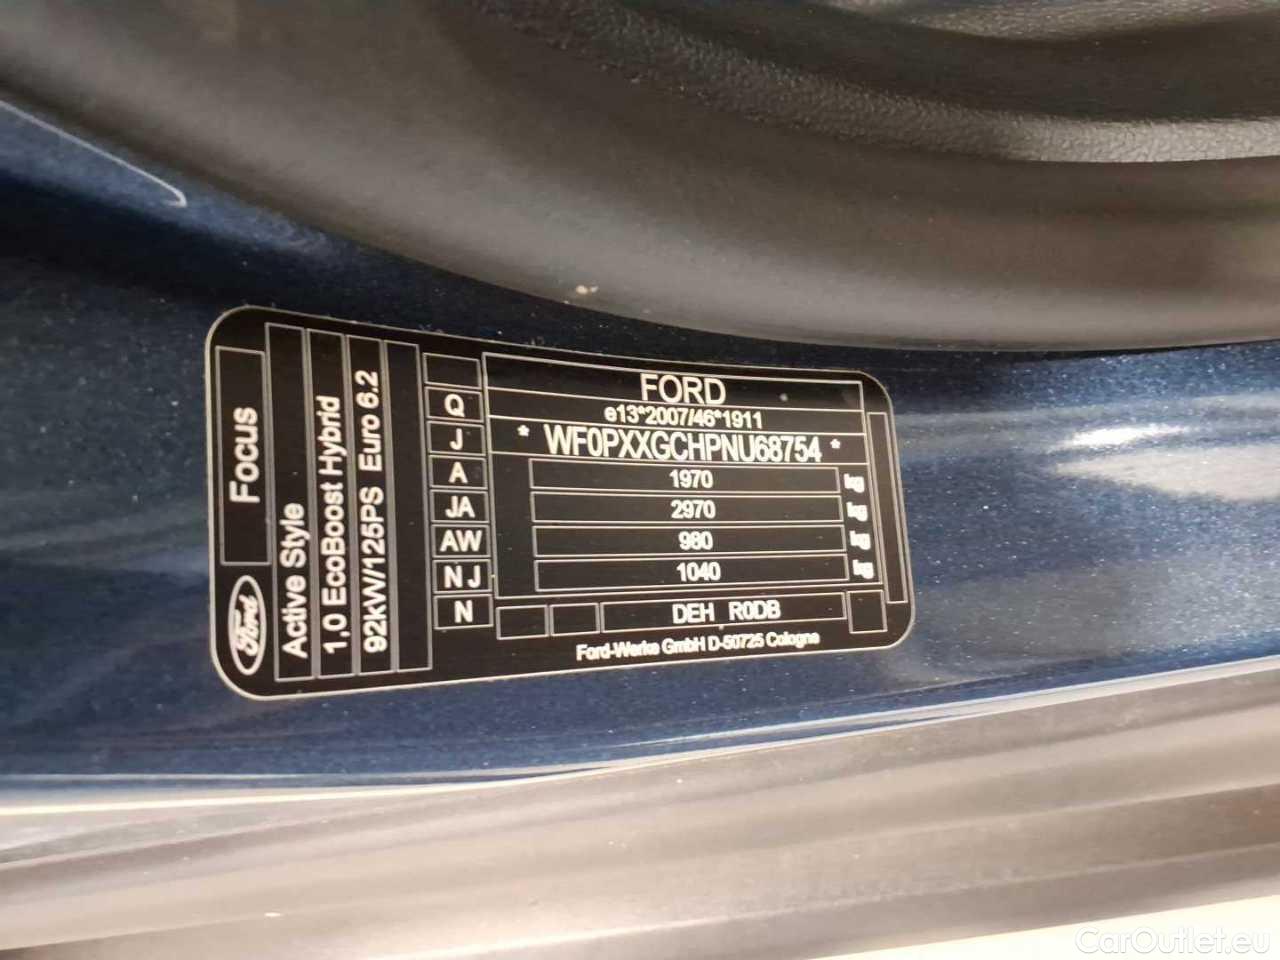 FORD
e13*2007/46*1911
* WF0PXXGCHPNU68754 *
1970 kg
2970 kg
980 kg
1040 kg
DEH R0DB
Ford-Werke GmbH D-50725 Cologne
Q
J
A
JA
AW
N J
N
Ford
Focus
Active Style
1,0 EcoBoost Hybrid
92kW/125PS Euro 6.2
CarOutlet.eu